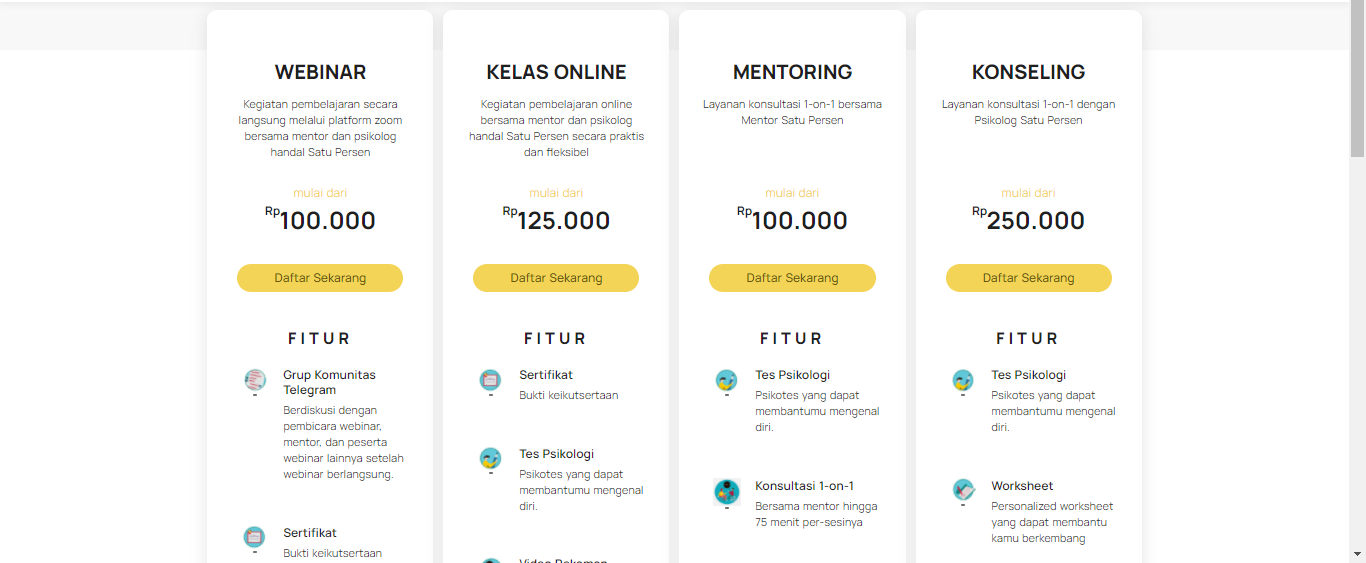 WEBINAR
Kegiatan pembelajaran secara
langsung melalui platform zoom
bersama mentor dan psikolog
handal Satu Persen
mulai dari
Rp100.000
Daftar Sekarang
FITUR
Grup Komunitas
Telegram
Berdiskusi dengan
pembicara webinar,
mentor, dan peserta
webinar lainnya setelah
webinar berlangsung.
Sertifikat
Bukti keikutsertaan
KELAS ONLINE
Kegiatan pembelajaran online
bersama mentor dan psikolog
handal Satu Persen secara praktis
dan fleksibel
mulai dari
Rp125.000
Daftar Sekarang
FITUR
Sertifikat
Bukti keikutsertaan
Tes Psikologi
Psikotes yang dapat
membantumu mengenal
diri.
Video Rekaman
MENTORING
Layanan konsultasi 1-on-1 bersama
Mentor Satu Persen
mulai dari
Rp100.000
Daftar Sekarang
FITUR
Tes Psikologi
Psikotes yang dapat
membantumu mengenal
diri.
Konsultasi 1-on-1
Bersama mentor hingga
75 menit per-sesinya
KONSELING
Layanan konsultasi 1-on-1 dengan
Psikolog Satu Persen
mulai dari
Rp250.000
Daftar Sekarang
FITUR
Tes Psikologi
Psikotes yang dapat
membantumu mengenal
diri.
Worksheet
Personalized worksheet
yang dapat membantu
kamu berkembang